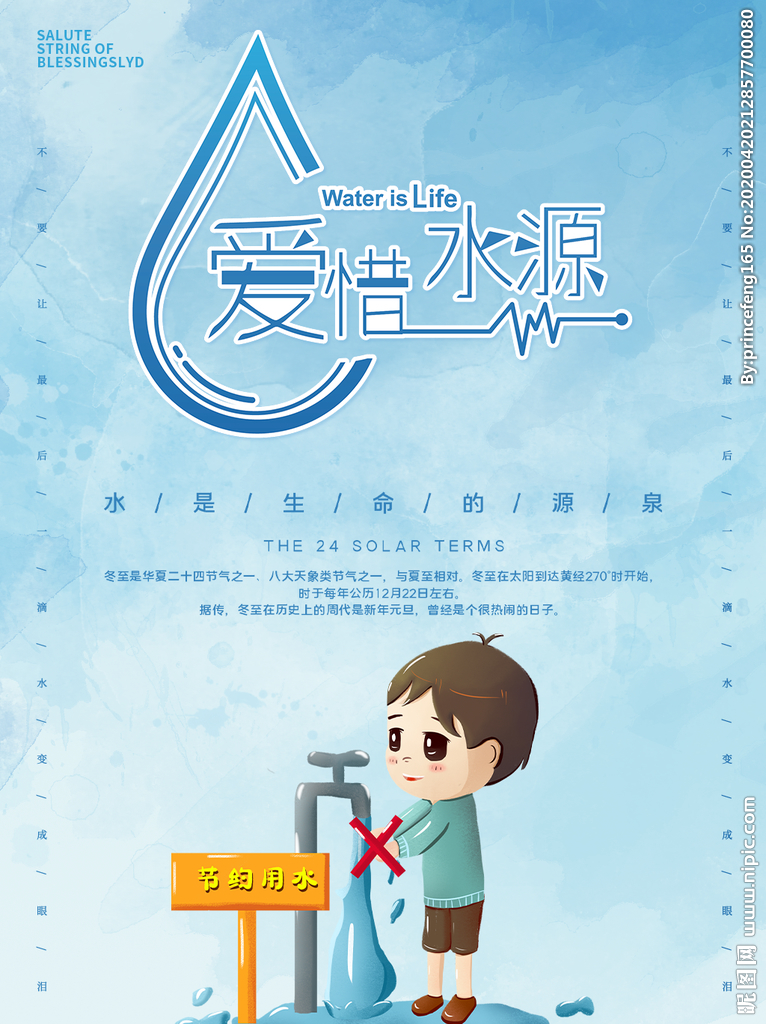 SALUTE
STRING OF
BLESSINGSLYD
Water is Life
爱惜水源
不/要/让/最/后/一/滴/水/变/成/眼/泪
不/要/让/最/后/一/滴/水/变/成/眼/泪
水/是/生/命/的/源/泉
THE 24 SOLAR TERMS
冬至是华夏二十四节气之一、八大天象类节气之一，与夏至相对。冬至在太阳到达黄经270°时开始，
时于每年公历12月22日左右。
据传，冬至在历史上的周代是新年元旦，曾经是个很热闹的日子。
节约用水
By:princefeng165 No:20200420212857700080
昵图网 www.nipic.com